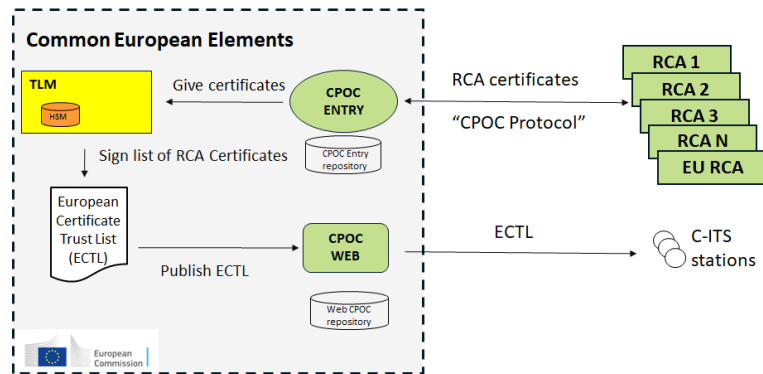 Common European Elements
TLM
HSM
Give certificates
CPOC
ENTRY
CPOC Entry
repository
RCA certificates
"CPOC Protocol"
RCA 1
RCA 2
RCA 3
RCA N
EU RCA
Sign list of RCA Certificates
European
Certificate
Trust List
(ECTL)
Publish ECTL
CPOC
WEB
Web CPOC
repository
ECTL
C-ITS
stations
European
Commission